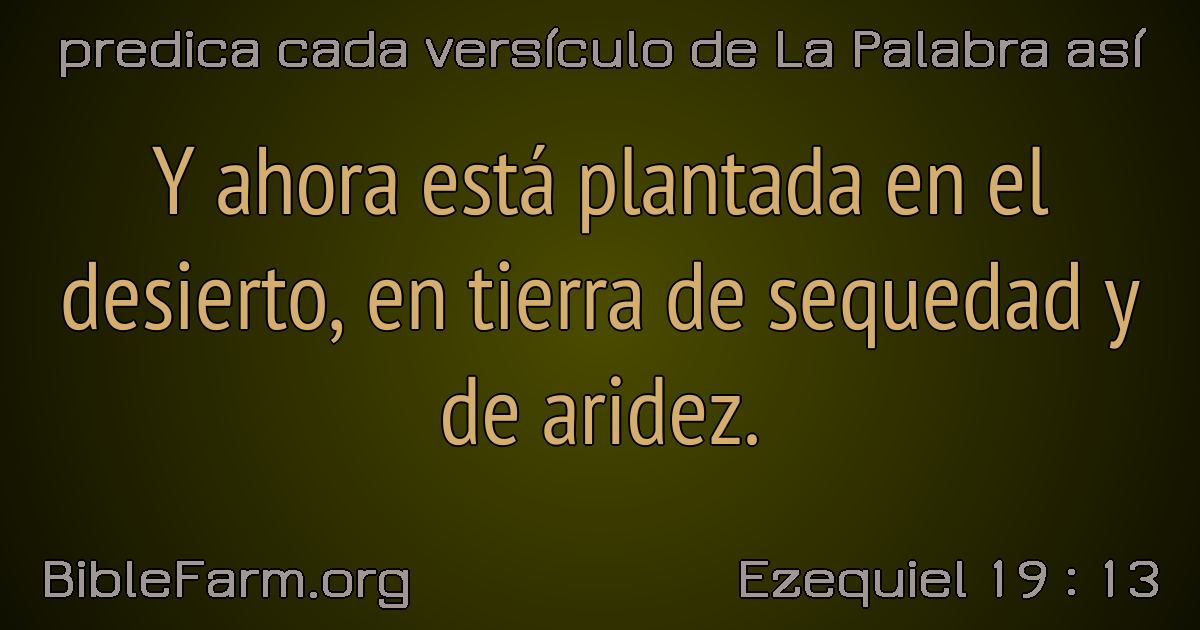 predica cada versículo de La Palabra así
Y ahora está plantada en el
desierto, en tierra de sequedad y
de aridez.
BibleFarm.org
Ezequiel 19 : 13